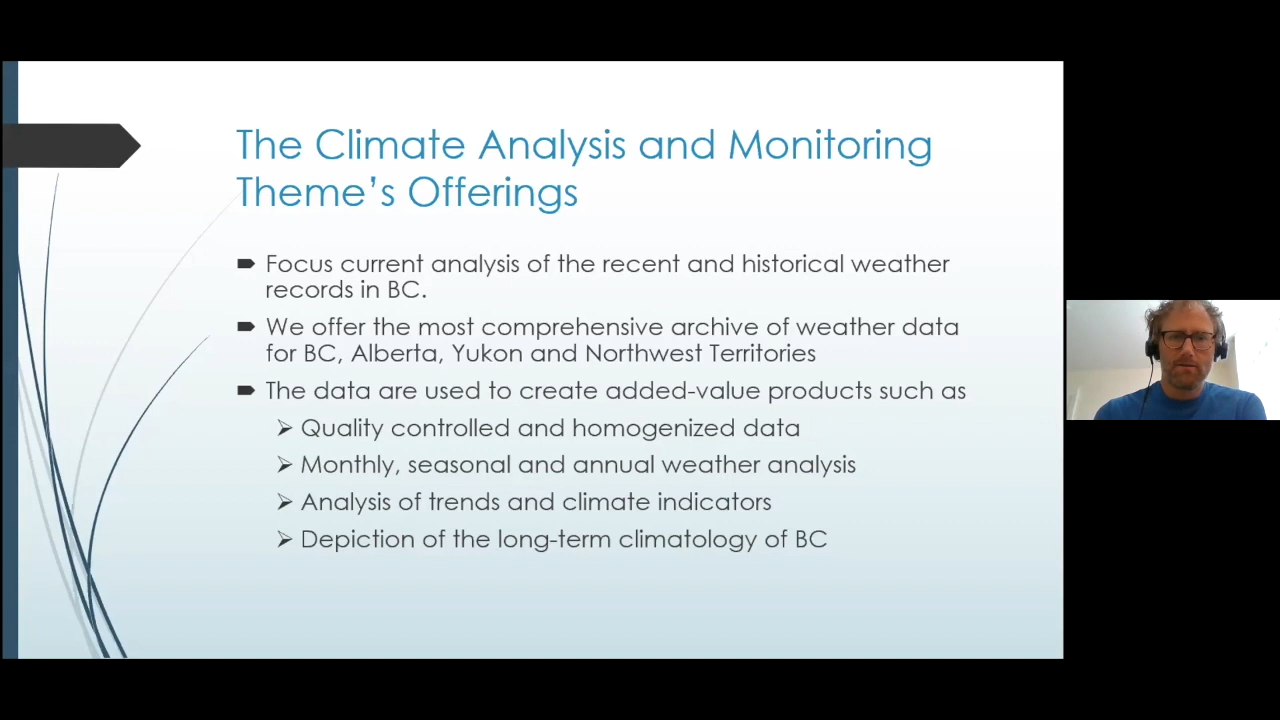 The Climate Analysis and Monitoring
Theme's Offerings
Focus current analysis of the recent and historical weather
records in BC.
We offer the most comprehensive archive of weather data
for BC, Alberta, Yukon and Northwest Territories
The data are used to create added-value products such as
Quality controlled and homogenized data
Monthly, seasonal and annual weather analysis
Analysis of trends and climate indicators
Depiction of the long-term climatology of BC